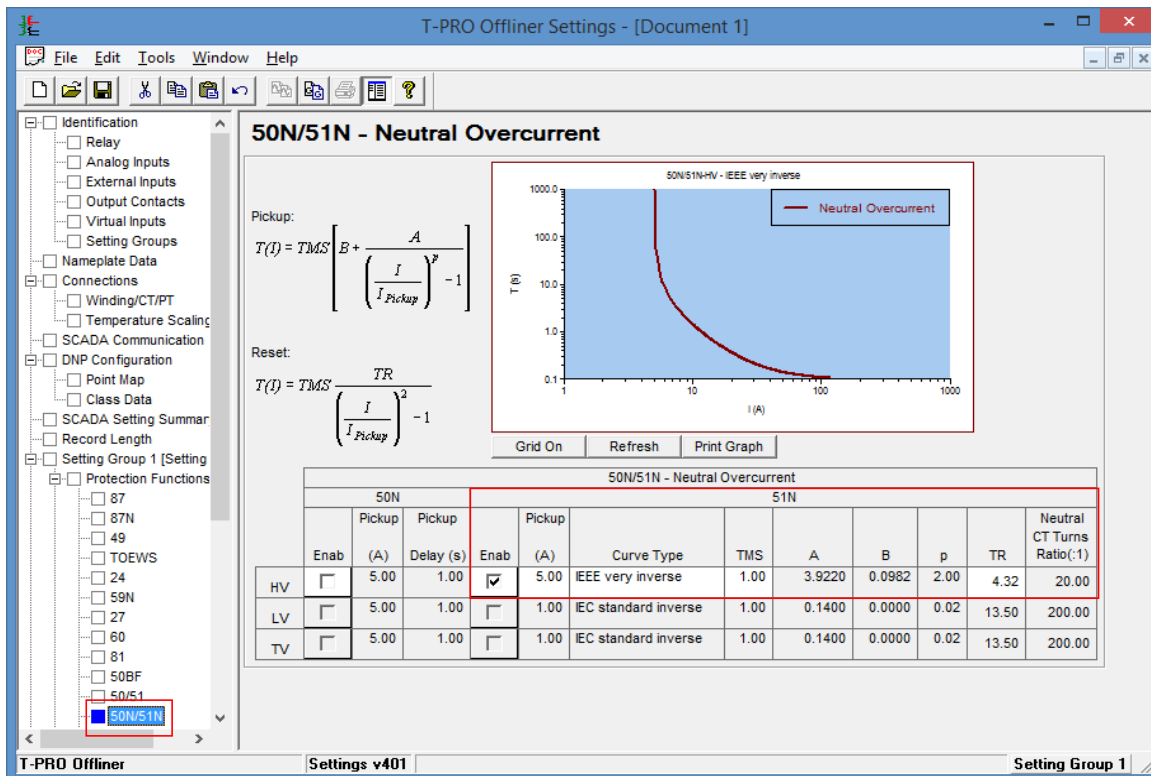 T-PRO Offliner Settings - [Document 1]
File Edit Tools Window Help
Identification
Relay
Analog Inputs
External Inputs
Output Contacts
Virtual Inputs
Setting Groups
Nameplate Data
Connections
Winding/CT/PT
Temperature Scaling
SCADA Communication
DNP Configuration
Point Map
Class Data
SCADA Setting Summar
Record Length
Setting Group 1 [Setting
Protection Functions
87
87N
49
TOEWS
24
59N
27
60
81
50BF
50/51
50N/51N
50N/51N - Neutral Overcurrent
Pickup:
T(I) = TMS [ B + A / ( ( I / I Pickup )^p - 1 ) ]
Reset:
T(I) = TMS TR / ( ( I / I Pickup )^2 - 1 )
50N/51N-HV - IEEE very inverse
Neutral Overcurrent
T (s)
1000.0
100.0
10.0
1.0
0.1
1 10 100 1000
I (A)
Grid On Refresh Print Graph
50N/51N - Neutral Overcurrent
50N 51N
Enab Pickup (A) Pickup Delay (s) Enab Pickup (A) Curve Type TMS A B p TR Neutral CT Turns Ratio(:1)
HV 5.00 1.00 5.00 IEEE very inverse 1.00 3.9220 0.0982 2.00 4.32 20.00
LV 5.00 1.00 1.00 IEC standard inverse 1.00 0.1400 0.0000 0.02 13.50 200.00
TV 5.00 1.00 1.00 IEC standard inverse 1.00 0.1400 0.0000 0.02 13.50 200.00
T-PRO Offliner Settings v401 Setting Group 1